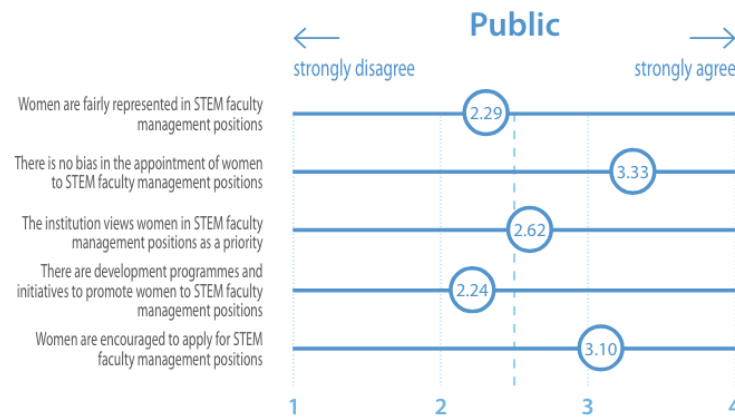 Public
strongly disagree
strongly agree
Women are fairly represented in STEM faculty
management positions
2.29
There is no bias in the appointment of women
to STEM faculty management positions
3.33
The institution views women in STEM faculty
management positions as a priority
2.62
There are development programmes and
initiatives to promote women to STEM faculty
management positions
2.24
Women are encouraged to apply for STEM
faculty management positions
3.10
1 2 3 4